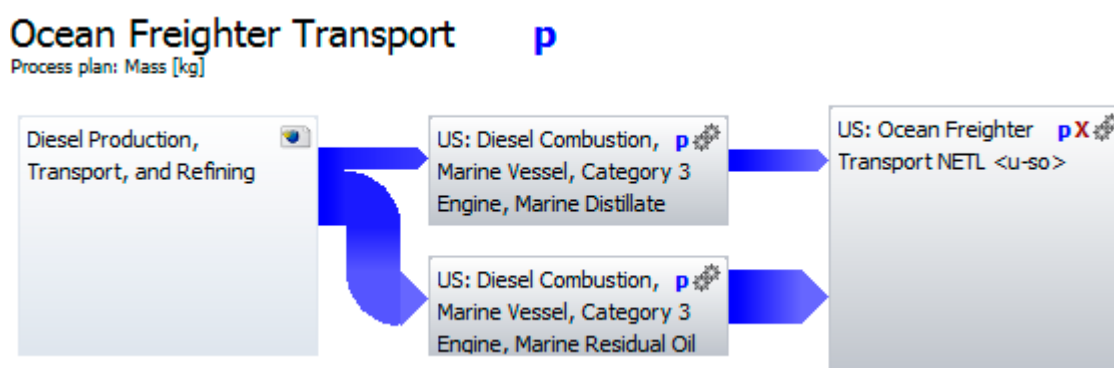 Ocean Freighter Transport p
Process plan: Mass [kg]
Diesel Production,
Transport, and Refining
US: Diesel Combustion, p
Marine Vessel, Category 3
Engine, Marine Distillate
US: Diesel Combustion, p
Marine Vessel, Category 3
Engine, Marine Residual Oil
US: Ocean Freighter pX
Transport NETL <u-so>